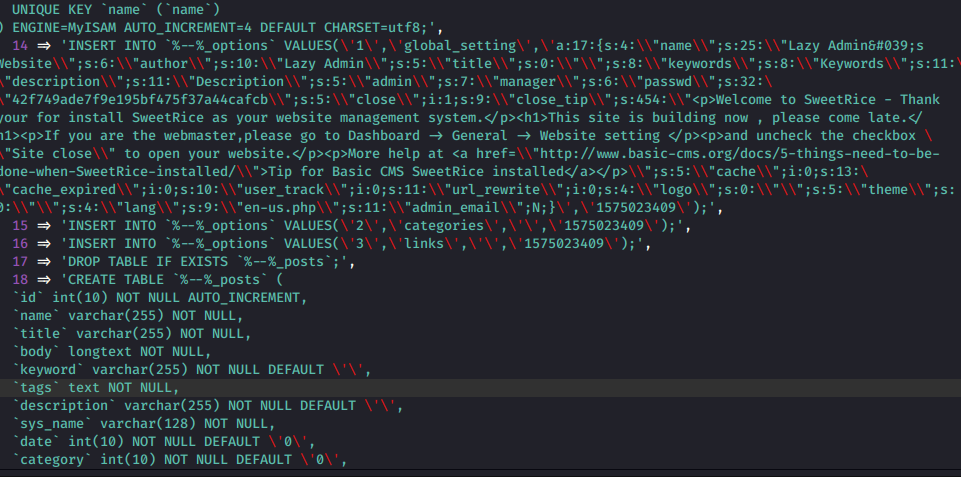 UNIQUE KEY `name` (`name`)
) ENGINE=MyISAM AUTO_INCREMENT=4 DEFAULT CHARSET=utf8;',
14 => 'INSERT INTO `%--%_options` VALUES(\'1\',\'global_setting\',\'a:17:{s:4:\\"name\\";s:25:\\"Lazy Admin&#039;s
Website\\";s:6:\\"author\\";s:10:\\"Lazy Admin\\";s:5:\\"title\\";s:0:\\"\\";s:8:\\"keywords\\";s:8:\\"Keywords\\";s:11:\
\"description\\";s:11:\\"Description\\";s:5:\\"admin\\";s:7:\\"manager\\";s:6:\\"passwd\\";s:32:\
\"42f749ade7f9e195bf475f37a44cafcb\\";s:5:\\"close\\";i:1;s:9:\\"close_tip\\";s:454:\\"<p>Welcome to SweetRice - Thank
your for install SweetRice as your website management system.</p><h1>This site is building now , please come late.</
h1><p>If you are the webmaster,please go to Dashboard -> General -> Website setting </p><p>and uncheck the checkbox \
\"Site close\\" to open your website.</p><p>More help at <a href=\\"http://www.basic-cms.org/docs/5-things-need-to-be-
done-when-SweetRice-installed/\\">Tip for Basic CMS SweetRice installed</a></p>\\";s:5:\\"cache\\";i:0;s:13:\
\"cache_expired\\";i:0;s:10:\\"user_track\\";i:0;s:11:\\"url_rewrite\\";i:0;s:4:\\"logo\\";s:0:\\"\\";s:5:\\"theme\\";s:
0:\\"\\";s:4:\\"lang\\";s:9:\\"en-us.php\\";s:11:\\"admin_email\\";N;}\',\'1575023409\');',
15 => 'INSERT INTO `%--%_options` VALUES(\'2\',\'categories\',\'\',\'1575023409\');',
16 => 'INSERT INTO `%--%_options` VALUES(\'3\',\'links\',\'\',\'1575023409\');',
17 => 'DROP TABLE IF EXISTS `%--%_posts`;',
18 => 'CREATE TABLE `%--%_posts` (
`id` int(10) NOT NULL AUTO_INCREMENT,
`name` varchar(255) NOT NULL,
`title` varchar(255) NOT NULL,
`body` longtext NOT NULL,
`keyword` varchar(255) NOT NULL DEFAULT \'\',
`tags` text NOT NULL,
`description` varchar(255) NOT NULL DEFAULT \'\',
`sys_name` varchar(128) NOT NULL,
`date` int(10) NOT NULL DEFAULT \'0\',
`category` int(10) NOT NULL DEFAULT \'0\',